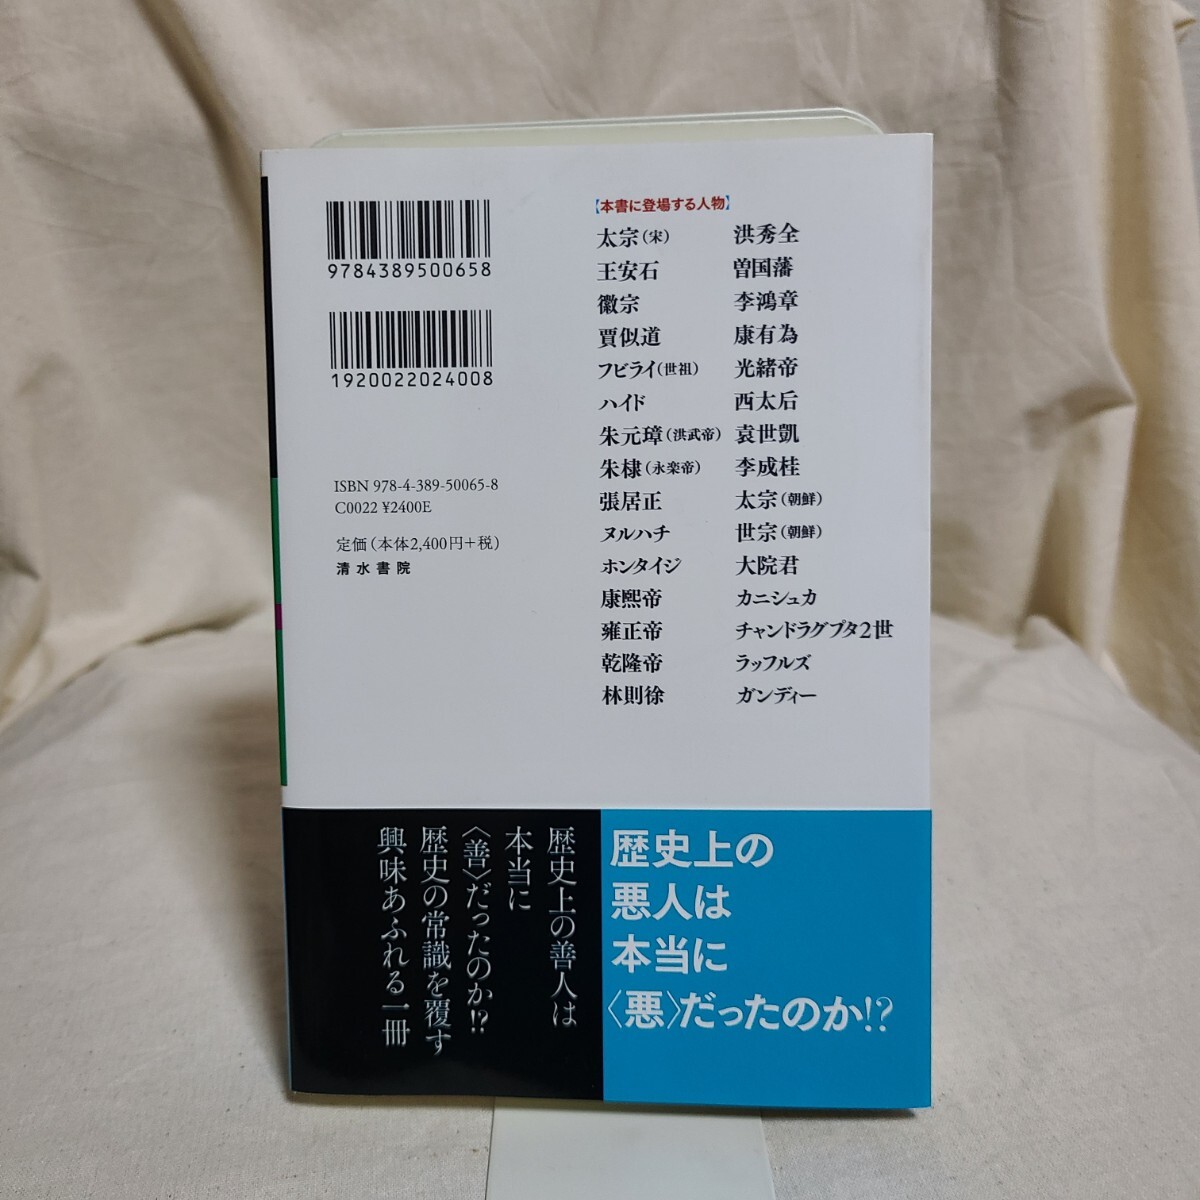 9784389500658
1920022024008
ISBN 978-4-389-50065-8
C0022 ¥2400E
定価(本体2,400円+税)
清水書院
【本書に登場する人物】
太宗(宋)
王安石
徽宗
賈似道
フビライ(世祖)
ハイド
朱元璋(洪武帝)
朱棣(永楽帝)
張居正
ヌルハチ
ホンタイジ
康熙帝
雍正帝
乾隆帝
林則徐
洪秀全
曽国藩
李鴻章
康有為
光緒帝
西太后
袁世凱
李成桂
太宗(朝鮮)
世宗(朝鮮)
大院君
カニシュカ
チャンドラグプタ2世
ラッフルズ
ガンディー
歴史上の
悪人は
本当に
〈悪〉だったのか!?
歴史上の善人は
本当に
〈善〉だったのか!?
歴史の常識を覆す
興味あふれる一冊